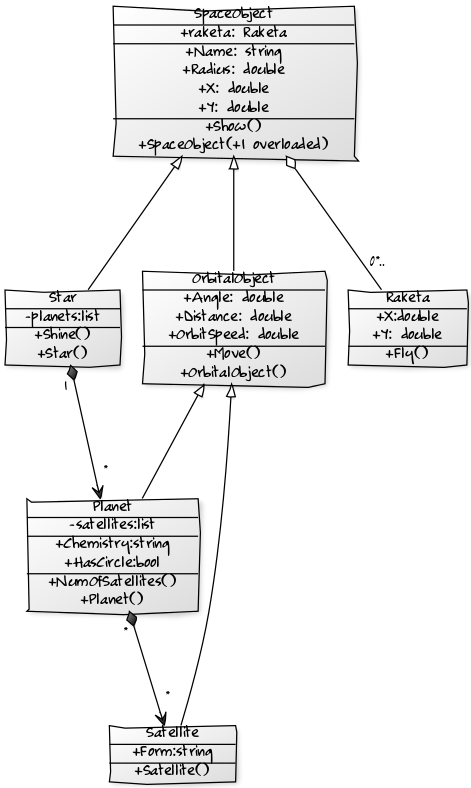 SpaceObject
+raketa: Raketa
+Name: string
+Radius: double
+X: double
+Y: double
+Show()
+SpaceObject(+1 overloaded)
0*..
Star
-planets:list
+Shine()
+Star()
OrbitalObject
+Angle: double
+Distance: double
+OrbitSpeed: double
+Move()
+OrbitalObject()
Raketa
+X:double
+Y: double
+Fly()
1
*
Planet
-satellites:list
+Chemistry:string
+HasCircle:bool
+NumOfSatellites()
+Planet()
*
*
Satellite
+Form:string
+Satellite()